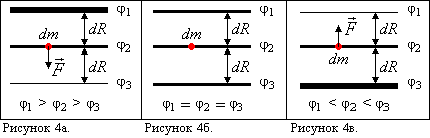 φ₁
dm
dR
φ₂
F
dR
φ₃
φ₁ > φ₂ > φ₃
Рисунок 4а.
φ₁
dm
dR
φ₂
dR
φ₃
φ₁ = φ₂ = φ₃
Рисунок 4б.
φ₁
F
dR
φ₂
dm
dR
φ₃
φ₁ < φ₂ < φ₃
Рисунок 4в.